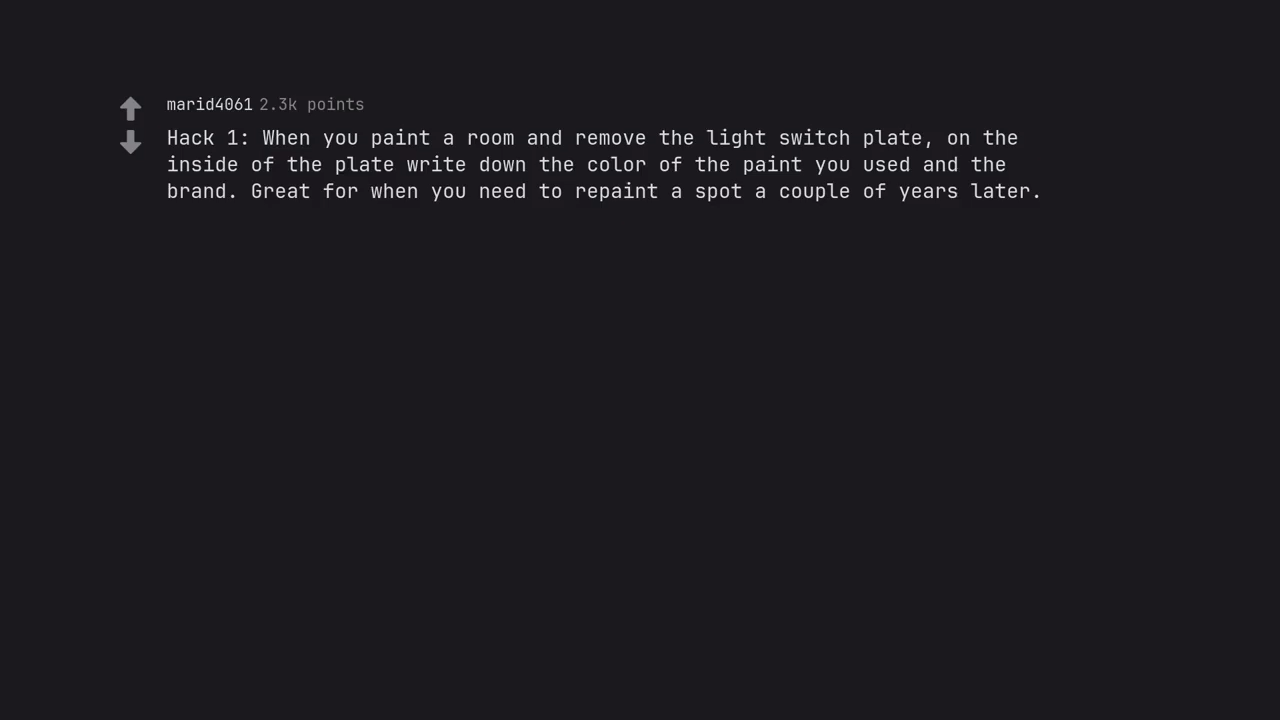 marid4061 2.3k points
Hack 1: When you paint a room and remove the light switch plate, on the
inside of the plate write down the color of the paint you used and the
brand. Great for when you need to repaint a spot a couple of years later.